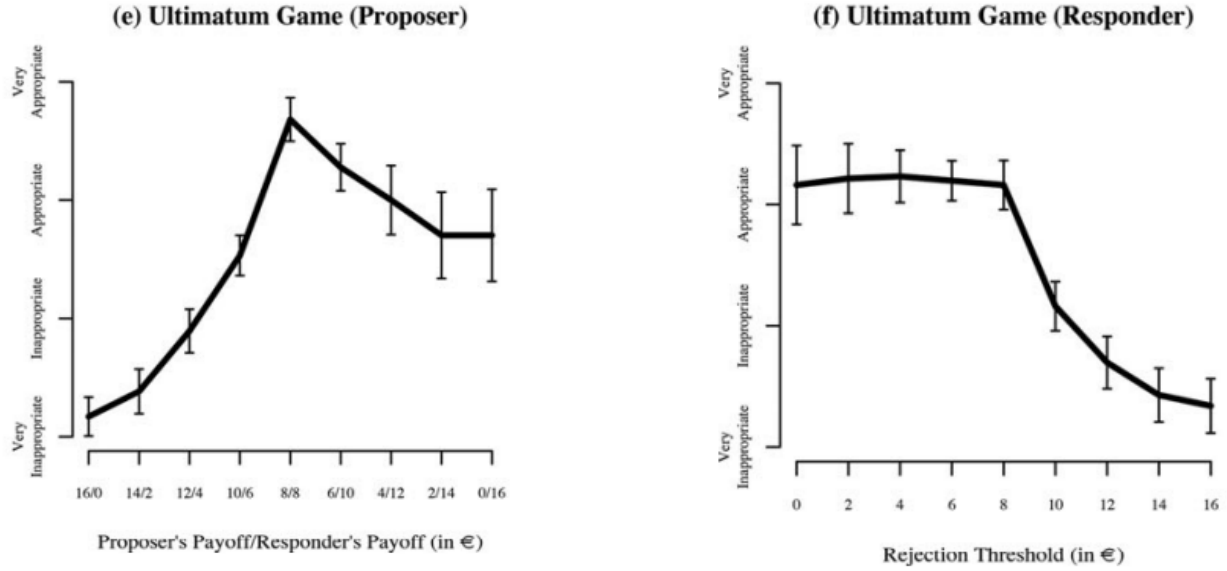 (e) Ultimatum Game (Proposer)
Very
Appropriate
Appropriate
Inappropriate
Very
Inappropriate
16/0 14/2 12/4 10/6 8/8 6/10 4/12 2/14 0/16
Proposer's Payoff/Responder's Payoff (in €)
(f) Ultimatum Game (Responder)
Very
Appropriate
Appropriate
Inappropriate
Very
Inappropriate
0 2 4 6 8 10 12 14 16
Rejection Threshold (in €)